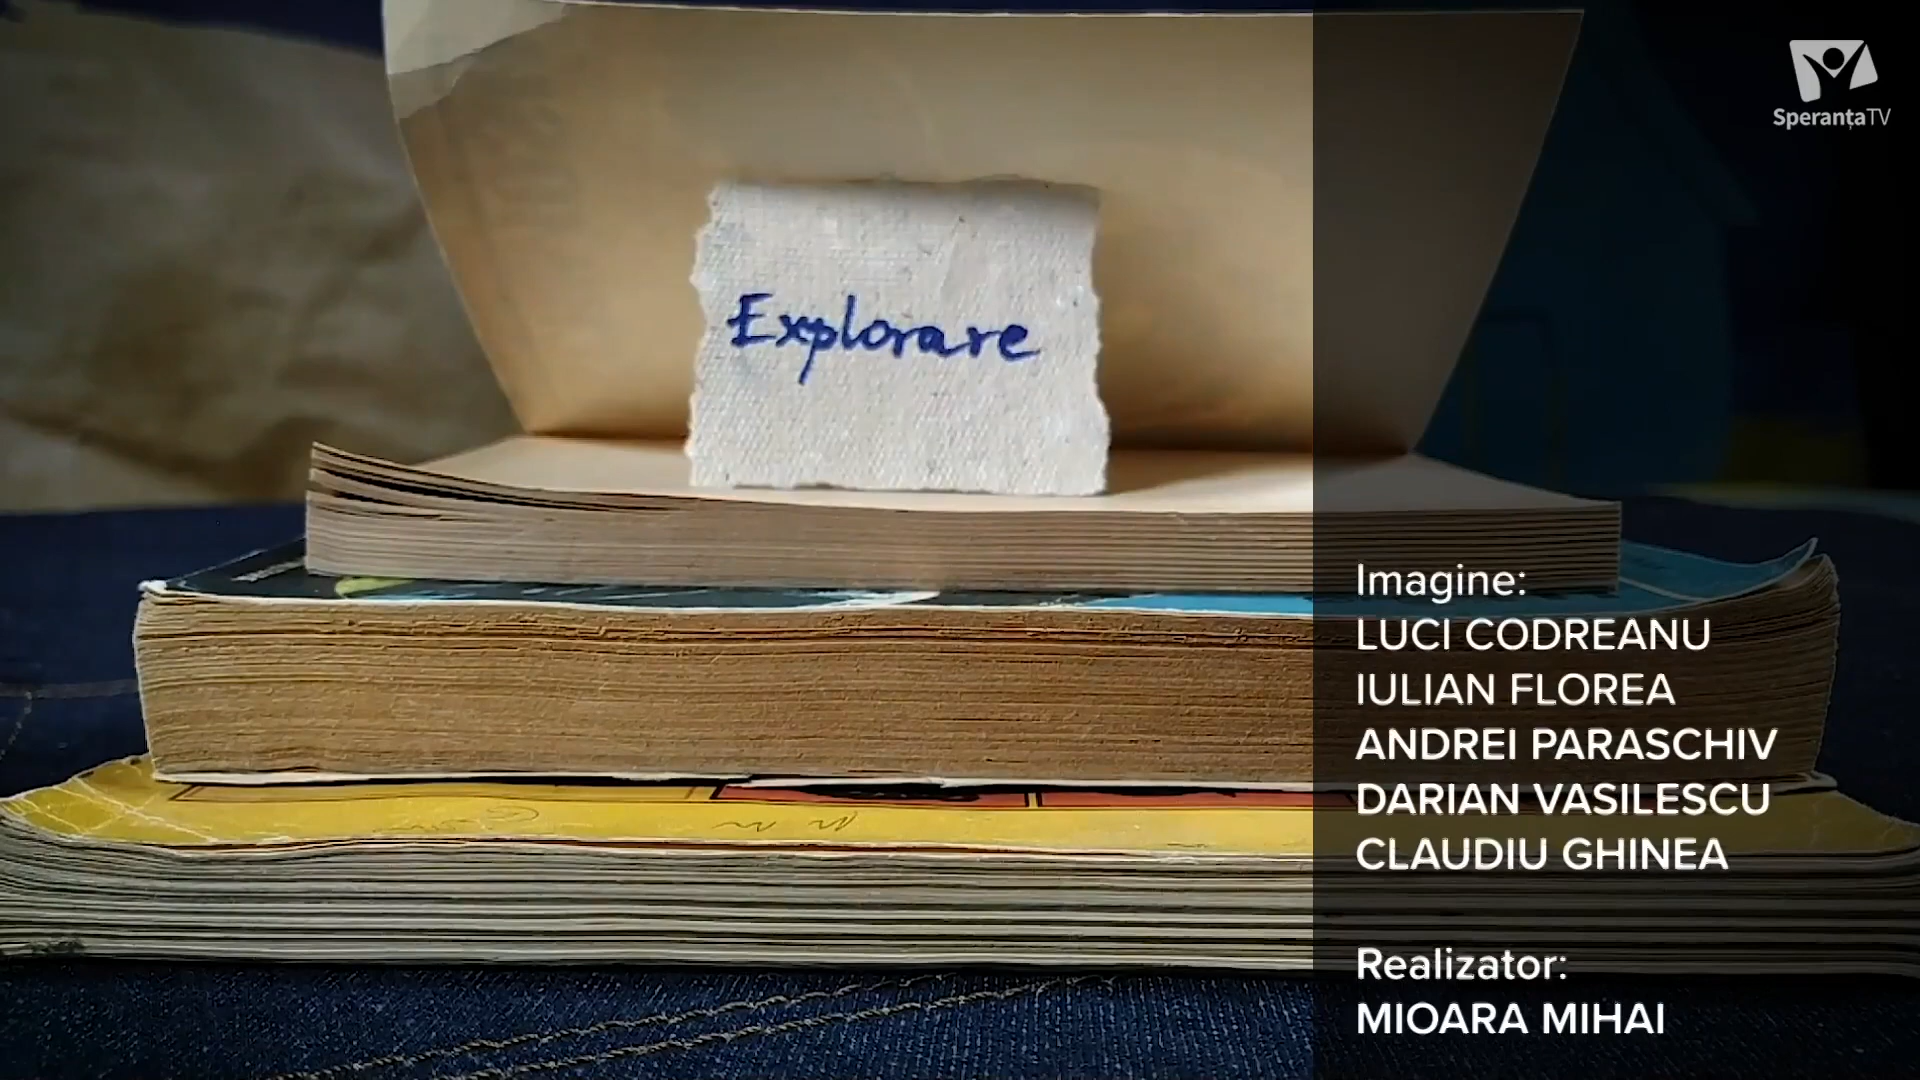 SperanțaTV
Explorare
Imagine:
LUCI CODREANU
IULIAN FLOREA
ANDREI PARASCHIV
DARIAN VASILESCU
CLAUDIU GHINEA
Realizator:
MIOARA MIHAI